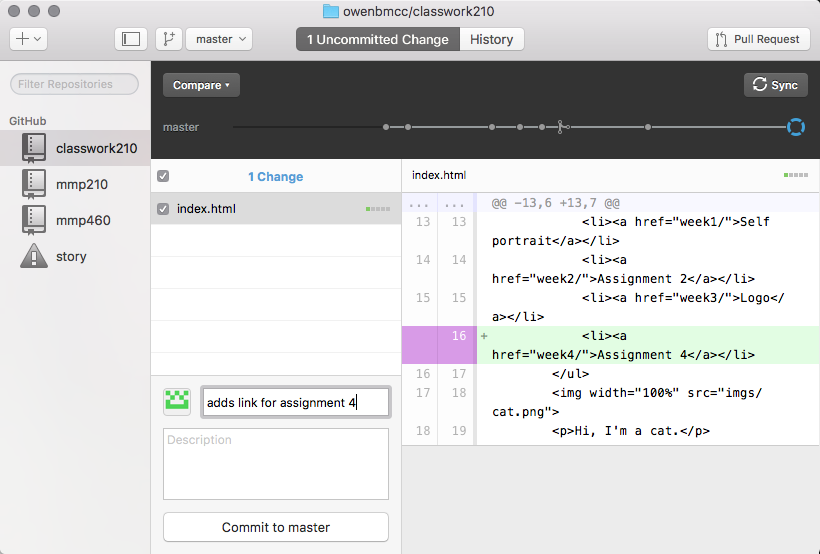 owenbmcc/classwork210
master
1 Uncommitted Change
History
Pull Request
Filter Repositories
GitHub
classwork210
mmp210
mmp460
story
Compare
Sync
master
1 Change
index.html
adds link for assignment 4
Description
Commit to master
index.html
... ... @@ -13,6 +13,7 @@
13 13 <li><a href="week1/">Self
portrait</a></li>
14 14 <li><a
href="week2/">Assignment 2</a></li>
15 15 <li><a href="week3/">Logo</
a></li>
16 + <li><a
href="week4/">Assignment 4</a></li>
16 17 </ul>
17 18 <img width="100%" src="imgs/
cat.png">
18 19 <p>Hi, I'm a cat.</p>